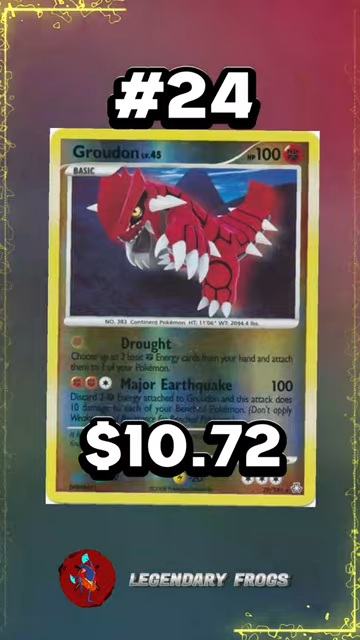 #24
Groudon LV.45 HP 100
BASIC
NO. 383 Continent Pokémon HT: 11'06" WT: 2094.4 lbs.
Drought
Choose up to 2 basic Energy cards from your hand and attach
them to 1 of your Pokémon.
Major Earthquake 100
Discard 2 Energy attached to Groudon and this attack does
10 damage to each of your Benched Pokémon. (Don't apply
$10.72
LEGENDARY FROGS